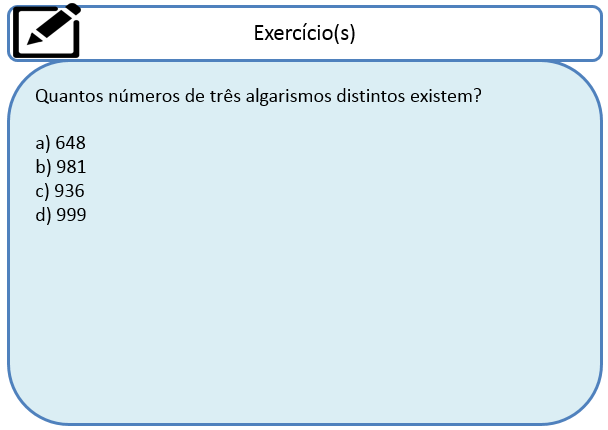 Exercício(s)
Quantos números de três algarismos distintos existem?
a) 648
b) 981
c) 936
d) 999